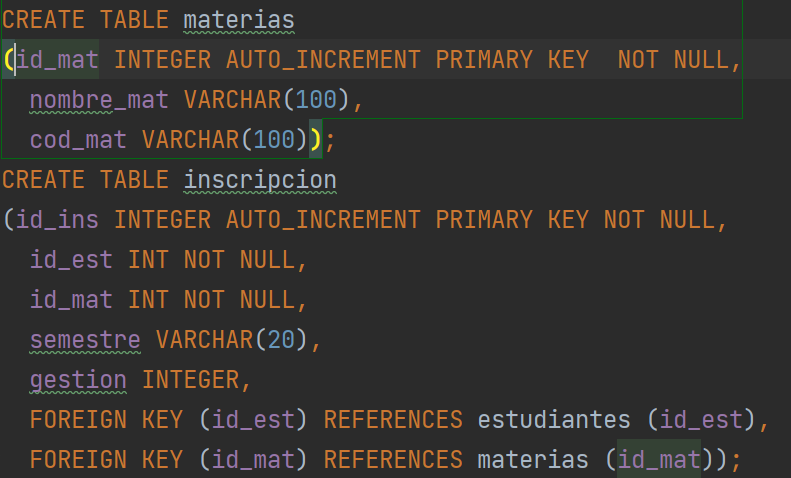 CREATE TABLE materias
(id_mat INTEGER AUTO_INCREMENT PRIMARY KEY  NOT NULL,
  nombre_mat VARCHAR(100),
  cod_mat VARCHAR(100));
CREATE TABLE inscripcion
(id_ins INTEGER AUTO_INCREMENT PRIMARY KEY NOT NULL,
  id_est INT NOT NULL,
  id_mat INT NOT NULL,
  semestre VARCHAR(20),
  gestion INTEGER,
  FOREIGN KEY (id_est) REFERENCES estudiantes (id_est),
  FOREIGN KEY (id_mat) REFERENCES materias (id_mat));